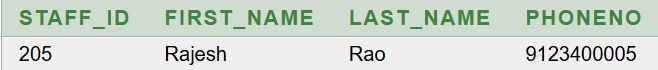 STAFF_ID FIRST_NAME LAST_NAME PHONENO
205 Rajesh Rao 9123400005